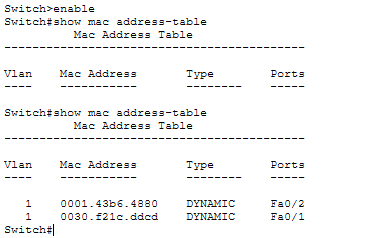 Switch>enable
Switch#show mac address-table
          Mac Address Table
-------------------------------------------

Vlan    Mac Address       Type        Ports
----    -----------       --------    -----

Switch#show mac address-table
          Mac Address Table
-------------------------------------------

Vlan    Mac Address       Type        Ports
----    -----------       --------    -----

   1    0001.43b6.4880    DYNAMIC     Fa0/2
   1    0030.f21c.ddcd    DYNAMIC     Fa0/1
Switch#